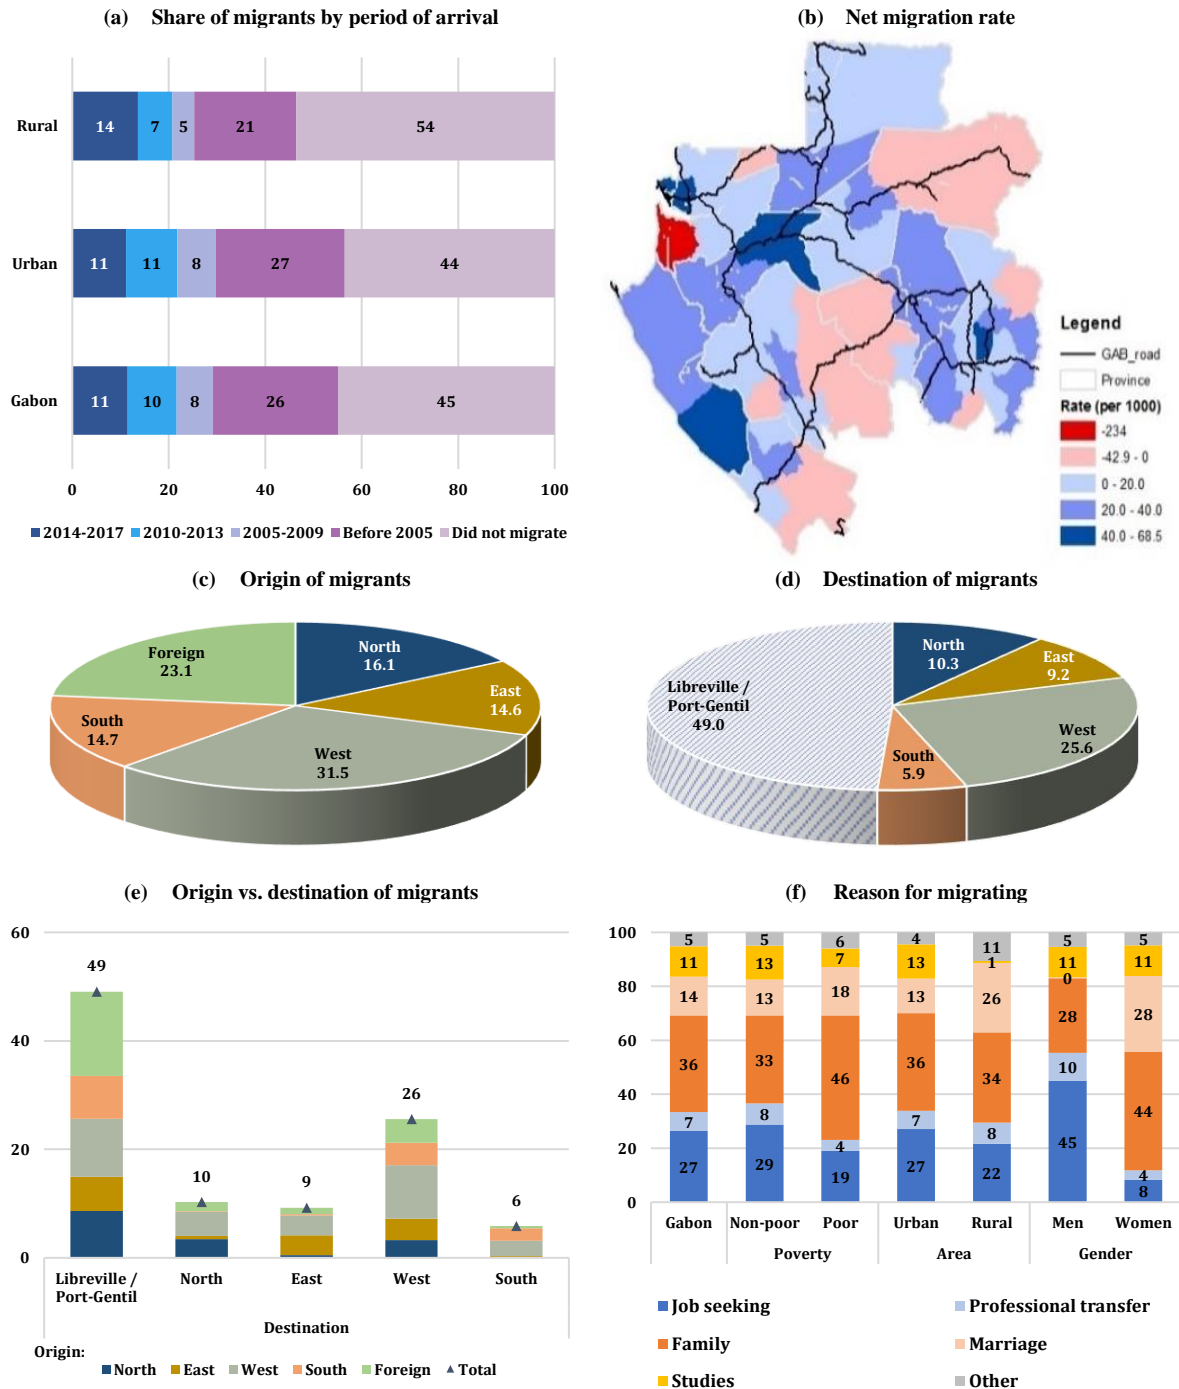 (a) Share of migrants by period of arrival
Rural
14 7 5 21 54
Urban
11 11 8 27 44
Gabon
11 10 8 26 45
0 20 40 60 80 100
2014-2017 2010-2013 2005-2009 Before 2005 Did not migrate
(b) Net migration rate
Legend
GAB_road
Province
Rate (per 1000)
-234
-42.9 - 0
0 - 20.0
20.0 - 40.0
40.0 - 68.5
(c) Origin of migrants
Foreign
23.1
North
16.1
East
14.6
South
14.7
West
31.5
(d) Destination of migrants
Libreville /
Port-Gentil
49.0
North
10.3
East
9.2
West
25.6
South
5.9
(e) Origin vs. destination of migrants
60
40
20
0
49
10
9
26
6
Libreville /
Port-Gentil
North
East
West
South
Destination
Origin:
North East West South Foreign Total
(f) Reason for migrating
100
80
60
40
20
0
5 5 6 4 11 5 5
11 13 7 13 1 11 11
14 13 18 13 26 0 28
36 33 46 36 34 28 44
7 8 4 7 8 10 4
27 29 19 27 22 45 8
Gabon Non-poor Poor Urban Rural Men Women
Poverty Area Gender
Job seeking Professional transfer
Family Marriage
Studies Other